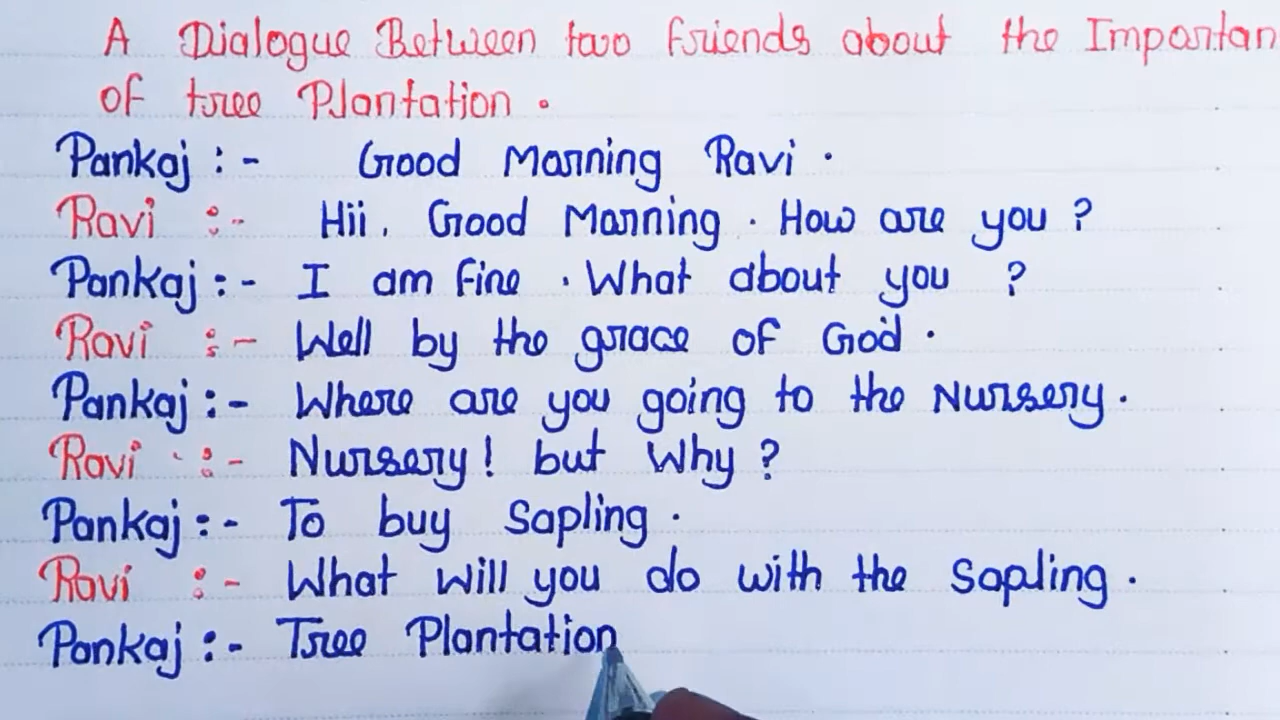 A Dialogue Between two friends about the Importan
of tree Plantation.
Pankaj :- Good Morning Ravi.
Ravi :- Hii. Good Morning. How are you?
Pankaj :- I am fine. What about you?
Ravi :- Well by the grace of God.
Pankaj :- Where are you going to the Nursery.
Ravi :- Nursery! but Why?
Pankaj :- To buy Sapling.
Ravi :- What will you do with the Sapling.
Pankaj :- Tree Plantation